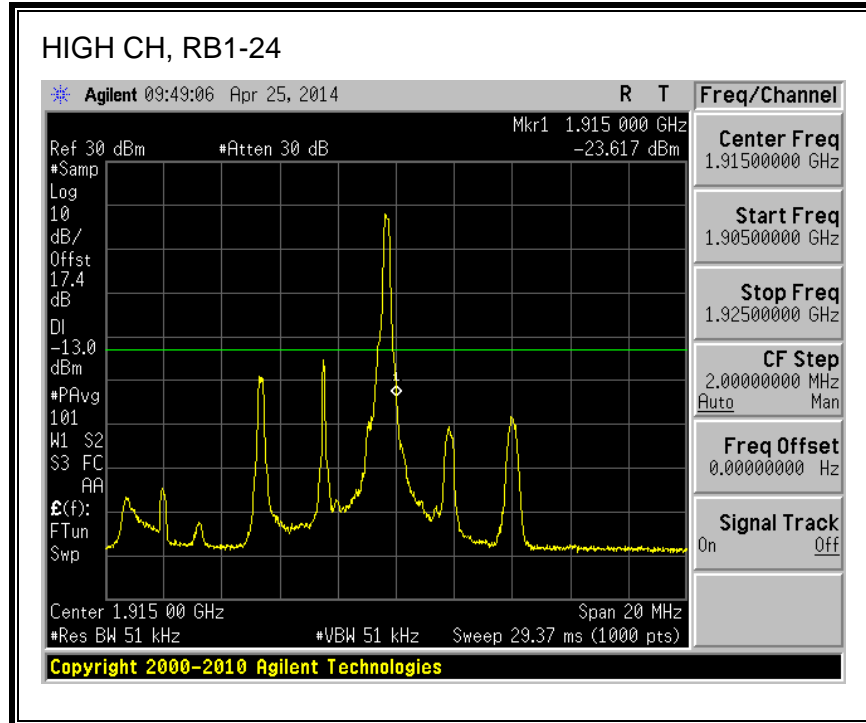 HIGH CH, RB1-24
Agilent 09:49:06 Apr 25, 2014 R T
Mkr1 1.915 000 GHz
Ref 30 dBm #Atten 30 dB -23.617 dBm
#Samp
Log
10
dB/
Offst
17.4
dB
DI
-13.0
dBm
#PAvg
101
W1 S2
S3 FC
AA
£(f):
FTun
Swp
1
Center 1.915 00 GHz Span 20 MHz
#Res BW 51 kHz #VBW 51 kHz Sweep 29.37 ms (1000 pts)
Copyright 2000-2010 Agilent Technologies
Freq/Channel
Center Freq
1.91500000 GHz
Start Freq
1.90500000 GHz
Stop Freq
1.92500000 GHz
CF Step
2.00000000 MHz
Auto Man
Freq Offset
0.00000000 Hz
Signal Track
On Off